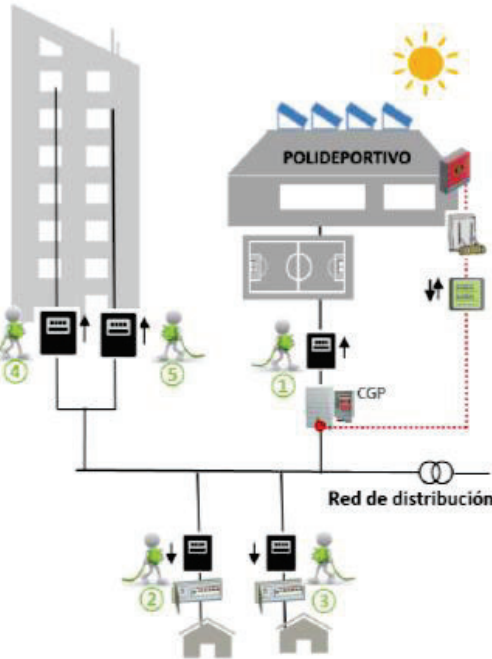 POLIDEPORTIVO
④
⑤
①
CGP
Red de distribución
②
③